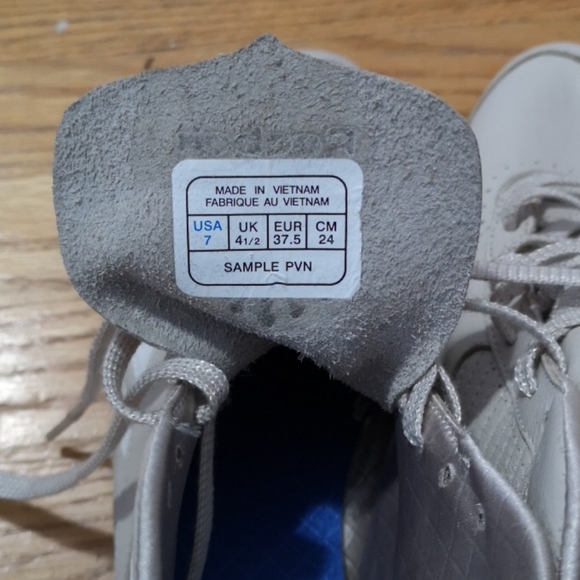 MADE IN VIETNAM
FABRIQUE AU VIETNAM
USA UK EUR CM
7 4 1/2 37.5 24
SAMPLE PVN